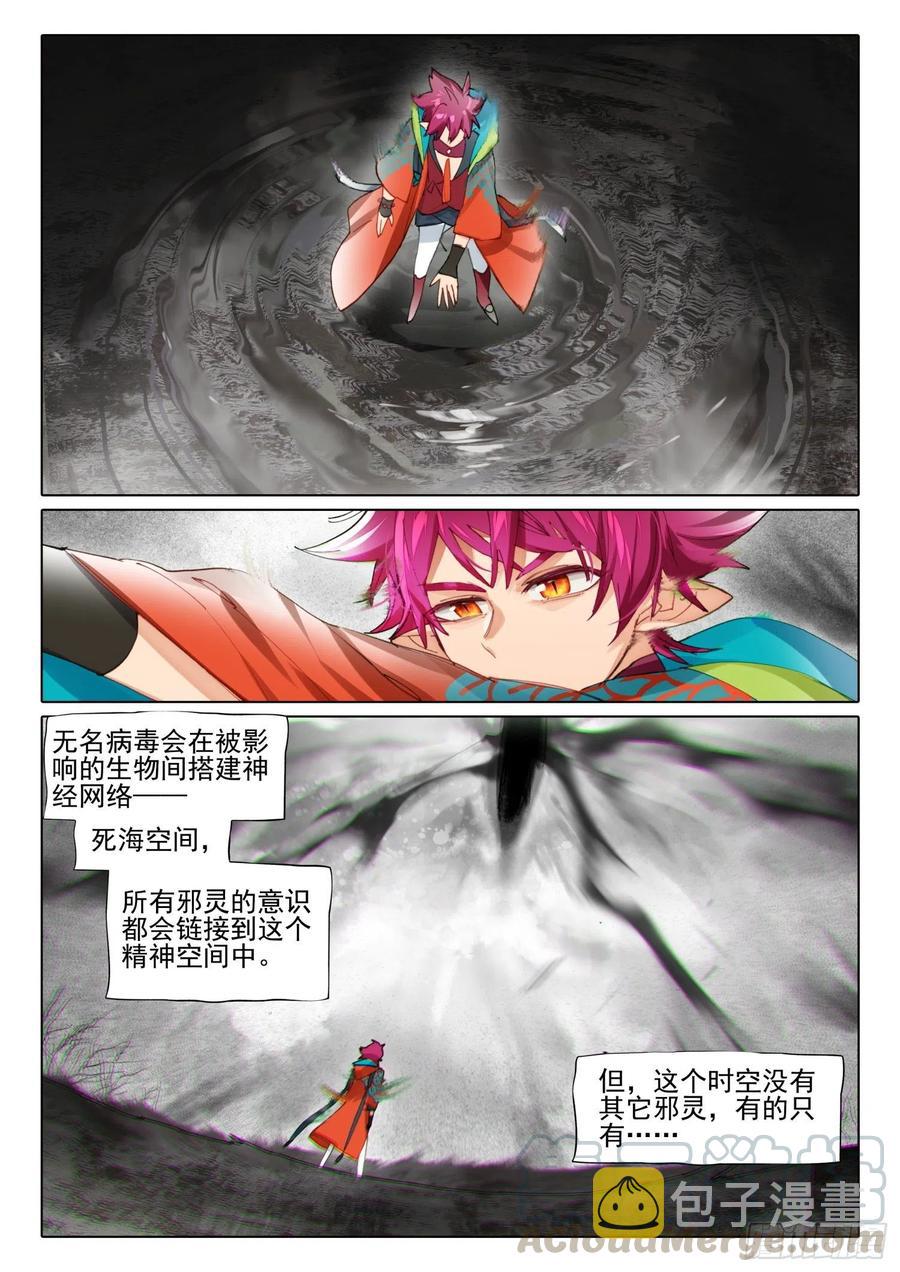 无名病毒会在被影
响的生物间搭建神
经网络——
死海空间，
所有邪灵的意识
都会链接到这个
精神空间中。
但，这个时空没有
其它邪灵，有的只
有……
包子漫畫
AcloudMerge.com